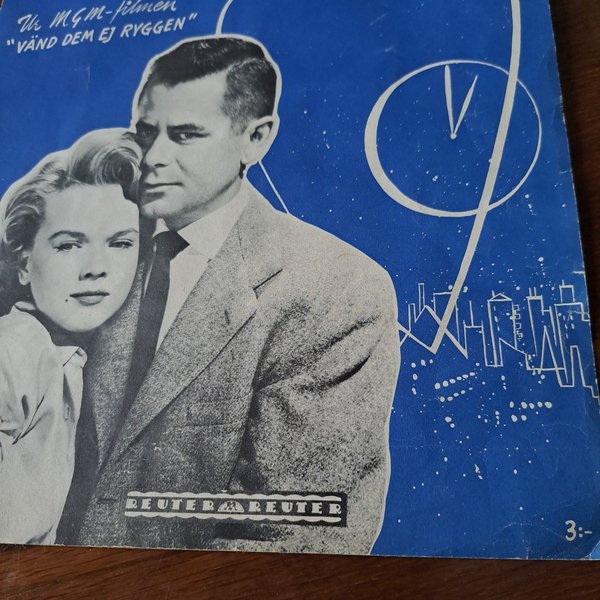 Ur MGM-filmen
"VÄND DEM EJ RYGGEN"
REUTER REUTER
3:-